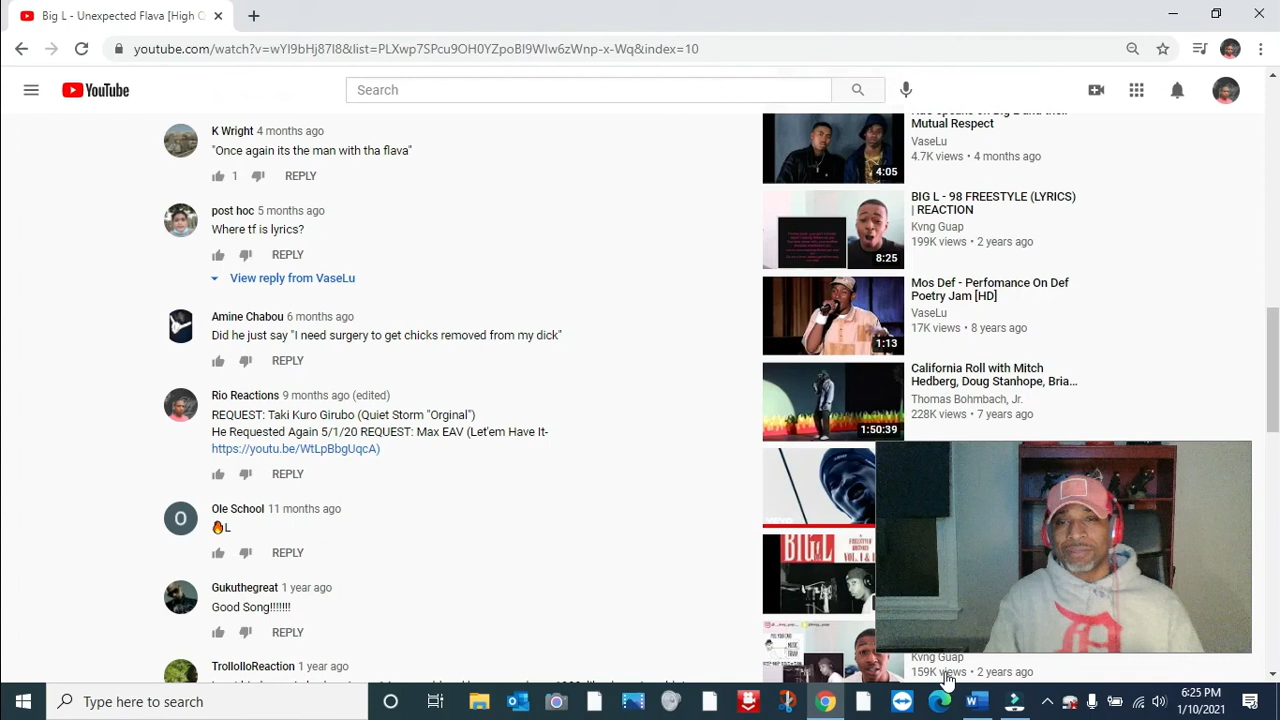 Big L - Unexpected Flava [High Q
youtube.com/watch?v=wYI9bHj87I8&list=PLXwp7SPcu9OH0YZpoBI9WIw6zWnp-x-Wq&index=10
YouTube
Search
K Wright 4 months ago
"Once again its the man with tha flava"
1 REPLY
post hoc 5 months ago
Where tf is lyrics?
REPLY
View reply from VaseLu
Amine Chabou 6 months ago
Did he just say "I need surgery to get chicks removed from my dick"
REPLY
Rio Reactions 9 months ago (edited)
REQUEST: Taki Kuro Girubo (Quiet Storm "Orginal")
He Requested Again 5/1/20 REQUEST: Max EAV (Let'em Have It-
https://youtu.be/WtLpBbgUqcA)
REPLY
O
Ole School 11 months ago
L
REPLY
Gukuthegreat 1 year ago
Good Song!!!!!!!
REPLY
TrollolloReaction 1 year ago
Mutual Respect
VaseLu
4.7K views • 4 months ago
4:05
BIG L - 98 FREESTYLE (LYRICS)
| REACTION
Kvng Guap
199K views • 2 years ago
8:25
Mos Def - Perfomance On Def
Poetry Jam [HD]
VaseLu
17K views • 8 years ago
1:13
California Roll with Mitch
Hedberg, Doug Stanhope, Bria...
Thomas Bohmbach, Jr.
228K views • 7 years ago
1:50:39
BIG L
Kvng Guap
159K views • 2 years ago
Type here to search
6:25 PM
1/10/2021